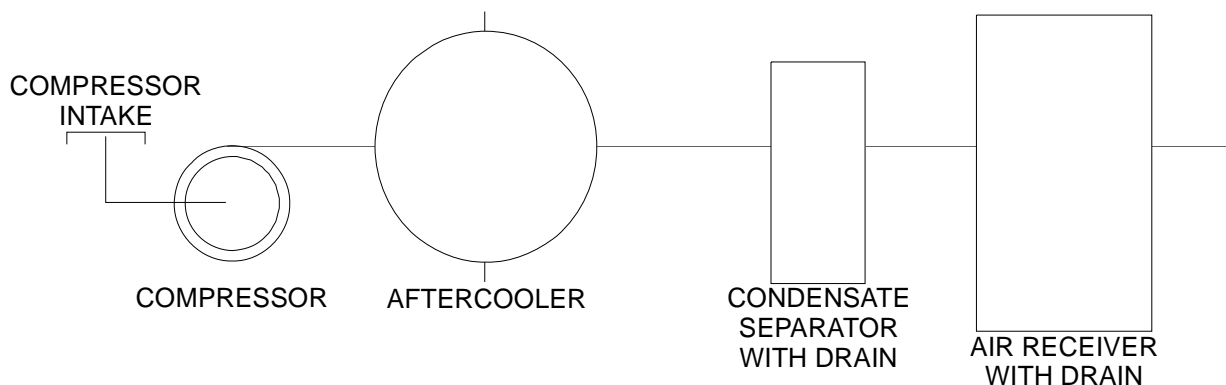 COMPRESSOR
INTAKE
COMPRESSOR
AFTERCOOLER
CONDENSATE
SEPARATOR
WITH DRAIN
AIR RECEIVER
WITH DRAIN